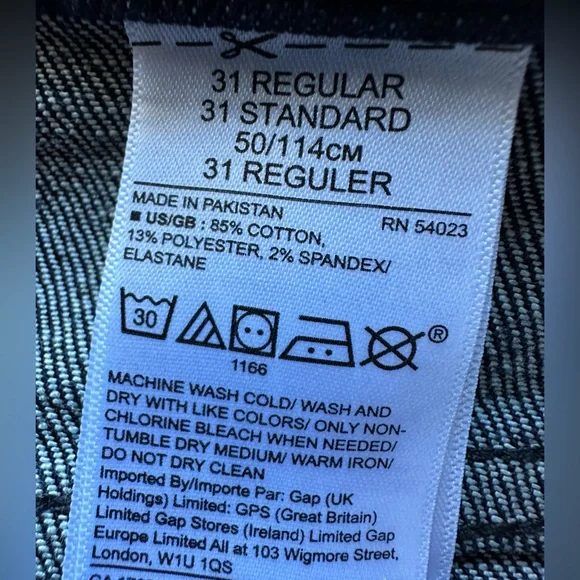 31 REGULAR
31 STANDARD
50/114CM
31 REGULER
MADE IN PAKISTAN RN 54023
■ US/GB : 85% COTTON,
13% POLYESTER, 2% SPANDEX/
ELASTANE
30 ®
1166
MACHINE WASH COLD/ WASH AND
DRY WITH LIKE COLORS/ ONLY NON-
CHLORINE BLEACH WHEN NEEDED/
TUMBLE DRY MEDIUM/ WARM IRON/
DO NOT DRY CLEAN
Imported By/Importe Par: Gap (UK
Holdings) Limited: GPS (Great Britain)
Limited Gap Stores (Ireland) Limited Gap
Europe Limited All at 103 Wigmore Street,
London, W1U 1QS